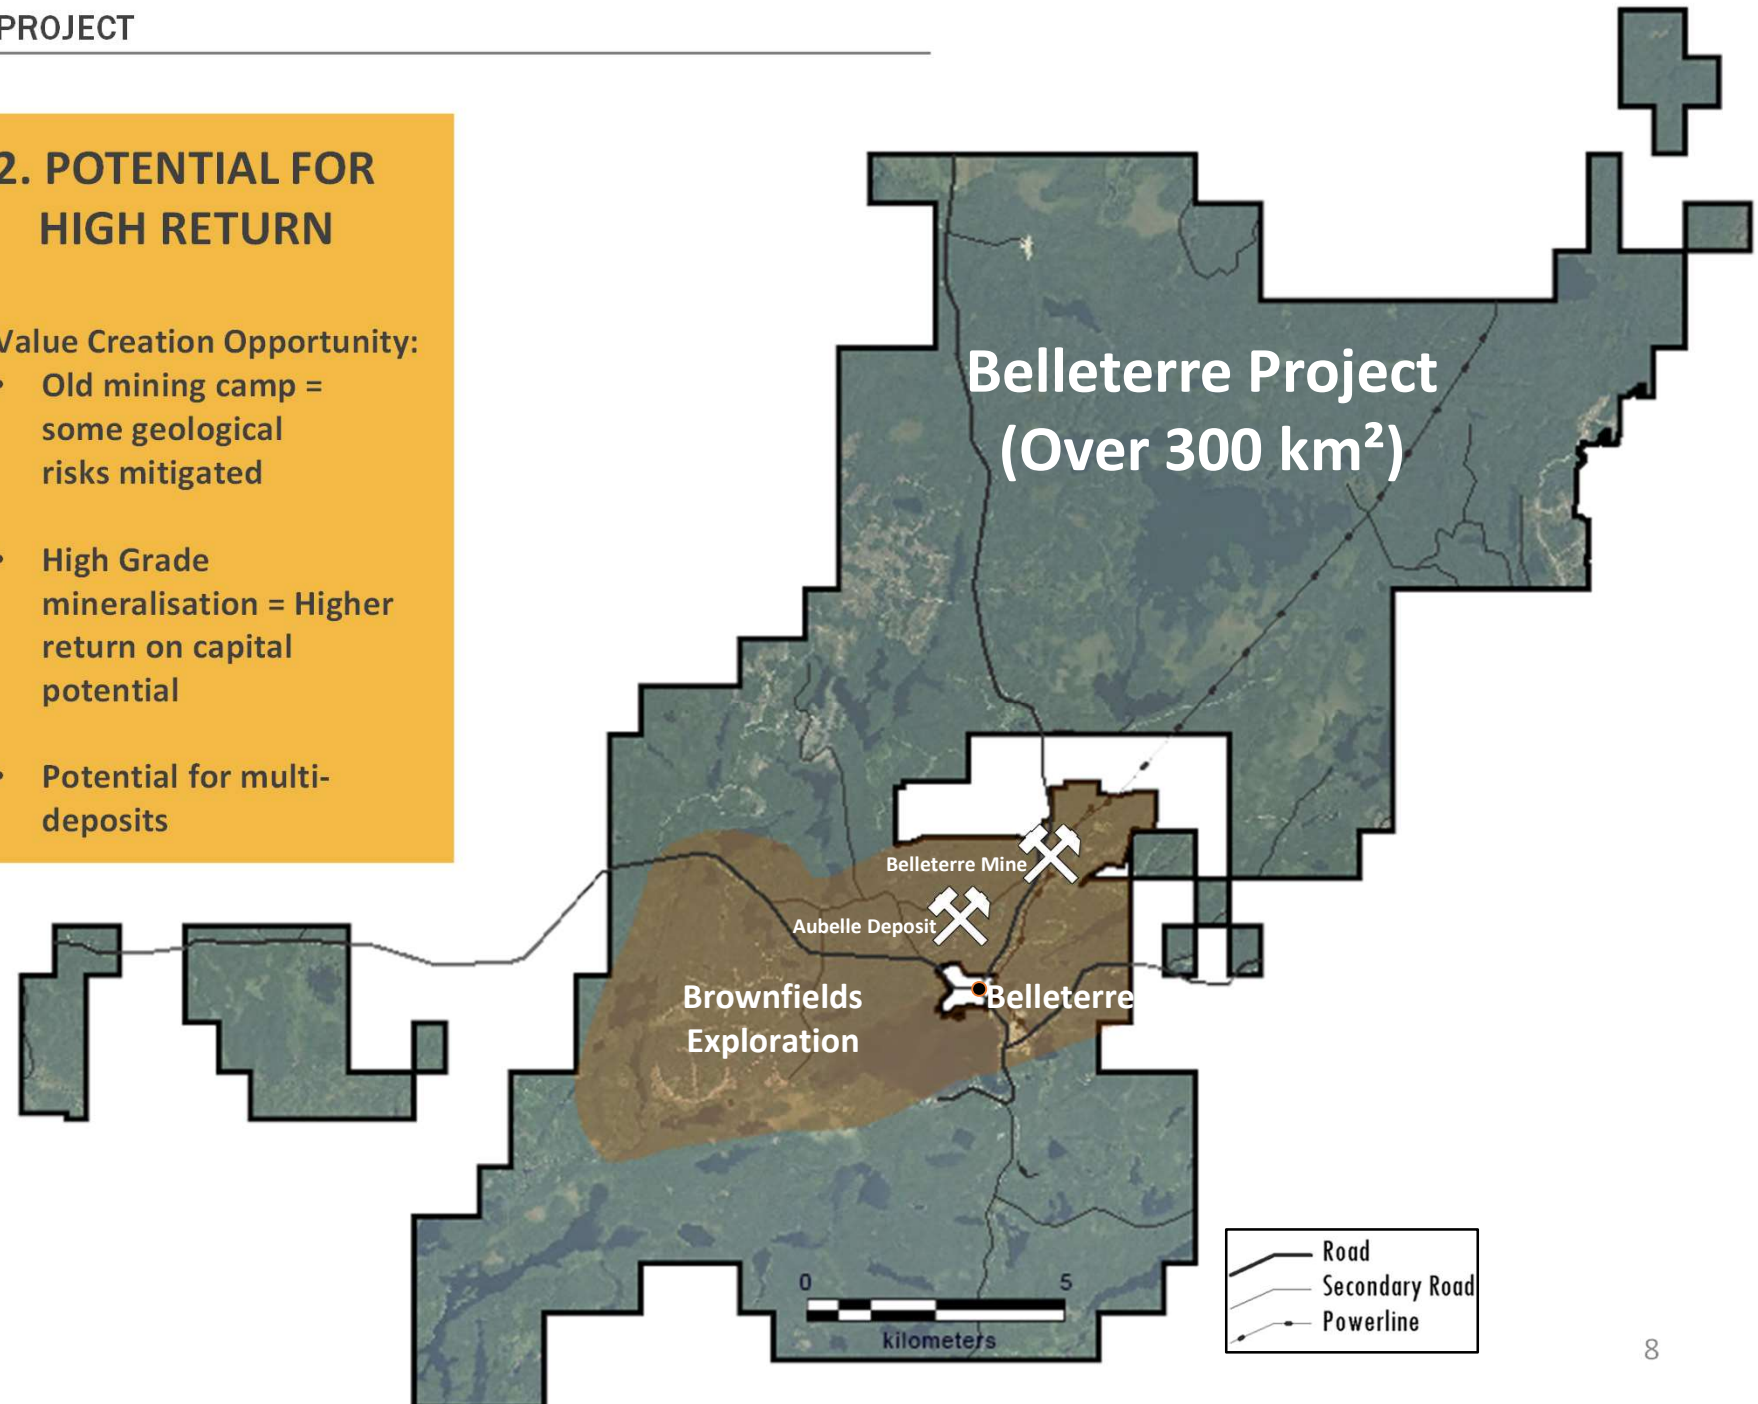 PROJECT
2. POTENTIAL FOR
HIGH RETURN
Value Creation Opportunity:
• Old mining camp =
some geological
risks mitigated
• High Grade
mineralisation = Higher
return on capital
potential
• Potential for multi-
deposits
Belleterre Project
(Over 300 km²)
Belleterre Mine
Aubelle Deposit
Brownfields
Exploration
Belleterre
0 5
kilometers
Road
Secondary Road
Powerline
8